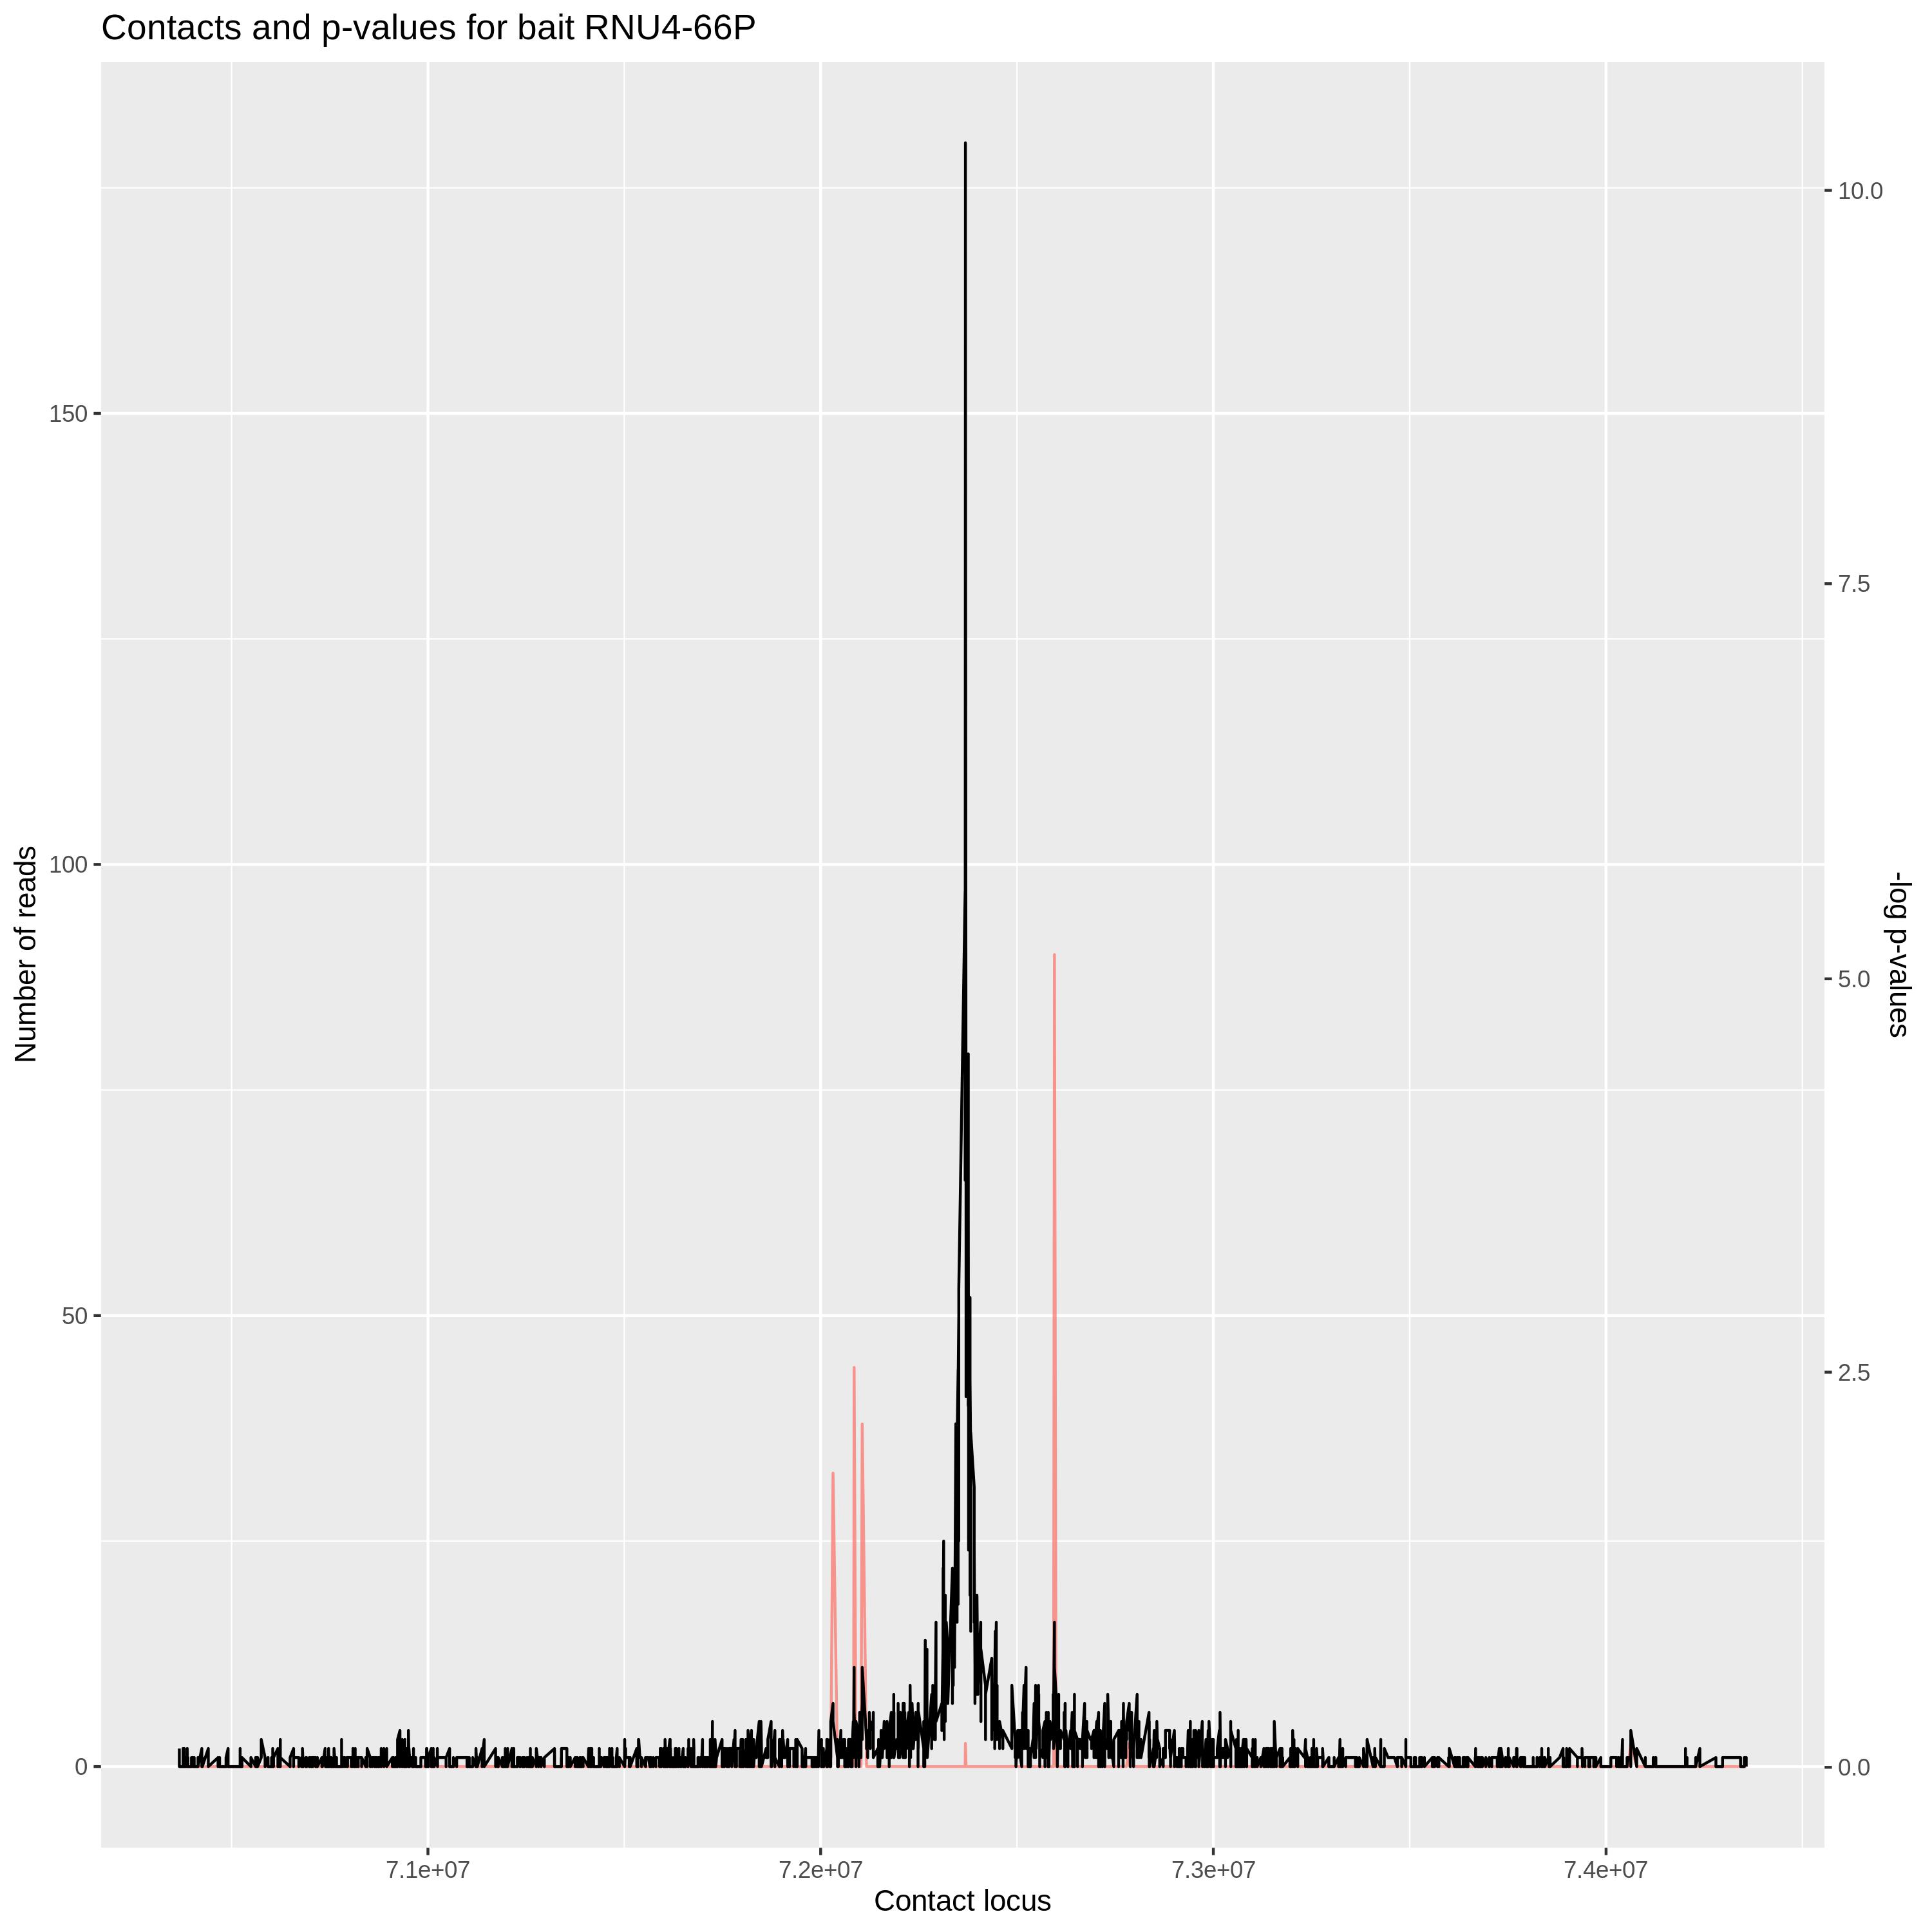 Contacts and p-values for bait RNU4-66P
Number of reads
150
100
50
0
10.0
7.5
5.0
2.5
0.0
-log p-values
7.1e+07 7.2e+07 7.3e+07 7.4e+07
Contact locus